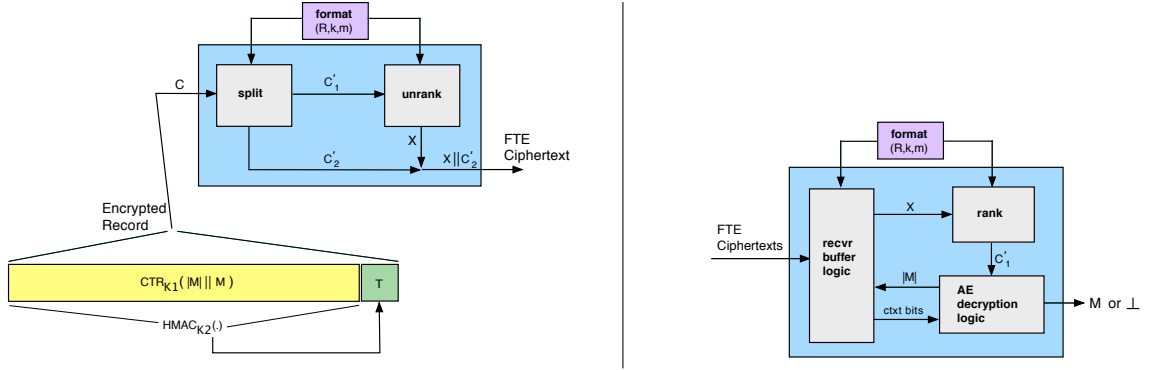 format
(R,k,m)
C
split
C'1
unrank
X
C'2
X||C'2
FTE
Ciphertext
Encrypted
Record
CTRK1( |M| || M )
T
HMACK2(.)
format
(R,k,m)
FTE
Ciphertexts
recvr
buffer
logic
X
rank
C'1
|M|
ctxt bits
AE
decryption
logic
M or ⊥